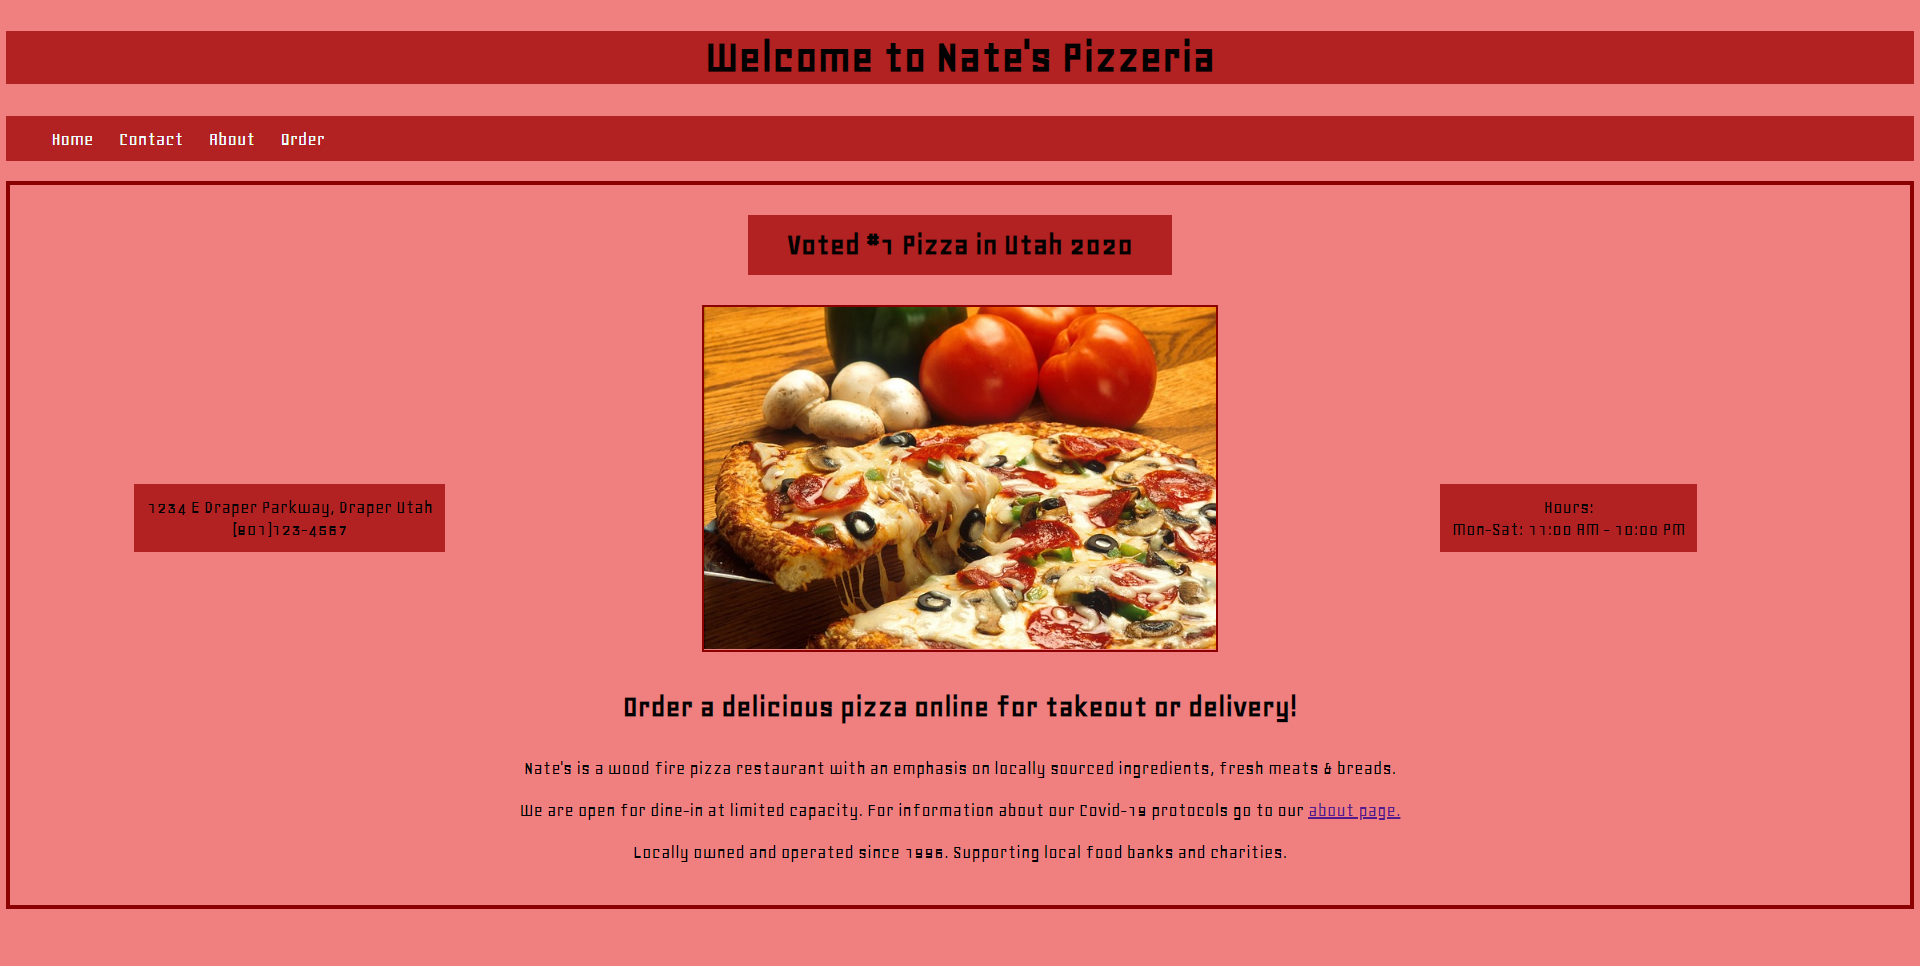 Welcome to Nate's Pizzeria
Home Contact About Order
Voted #1 Pizza in Utah 2020
1234 E Draper Parkway, Draper Utah
(801)123-4567
Hours:
Mon-Sat: 11:00 AM - 10:00 PM
Order a delicious pizza online for takeout or delivery!
Nate's is a wood fire pizza restaurant with an emphasis on locally sourced ingredients, fresh meats & breads.
We are open for dine-in at limited capacity. For information about our Covid-19 protocols go to our about page.
Locally owned and operated since 1996. Supporting local food banks and charities.